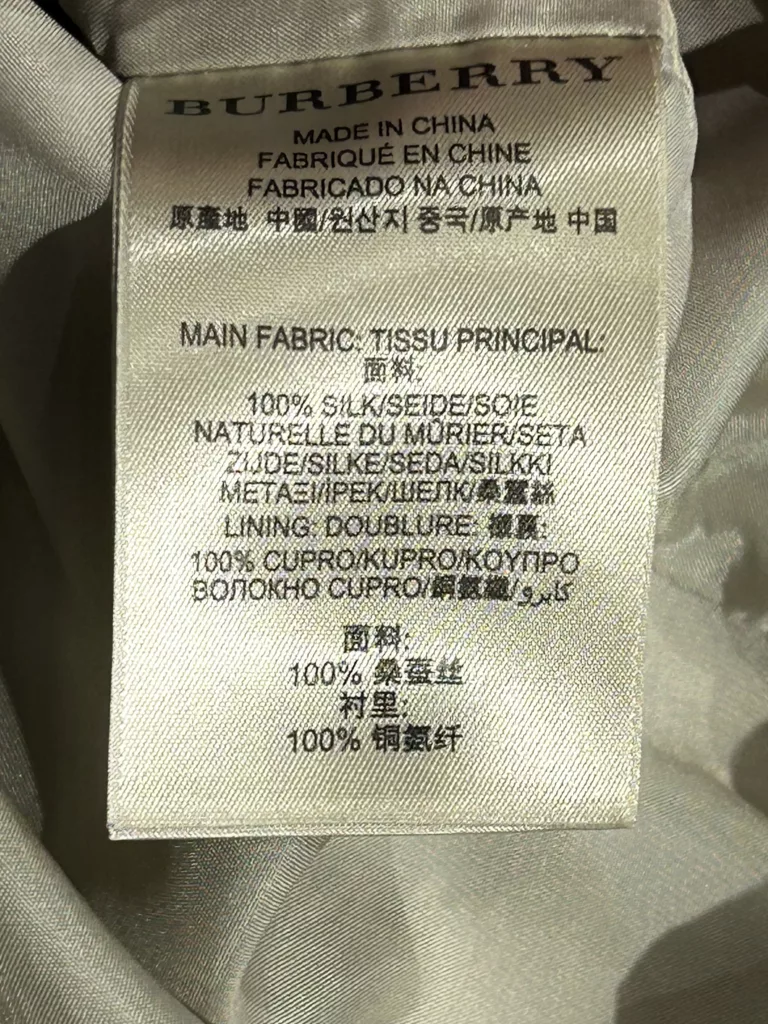 BURBERRY
MADE IN CHINA
FABRIQUÉ EN CHINE
FABRICADO NA CHINA
原產地 中國/원산지 중국/原产地 中国
MAIN FABRIC: TISSU PRINCIPAL:
面料:
100% SILK/SEIDE/SOIE
NATURELLE DU MÛRIER/SETA
ZIJDE/SILKE/SEDA/SILKKI
ΜΕΤΑΞΙ/İPEK/ШЕЛК/桑蠶絲
LINING: DOUBLURE: 襯裏:
100% CUPRO/KUPRO/ΚΟΥΠΡΟ
ВОЛОКНО CUPRO/銅氨纖/كابرو
面料:
100% 桑蚕丝
衬里:
100% 铜氨纤